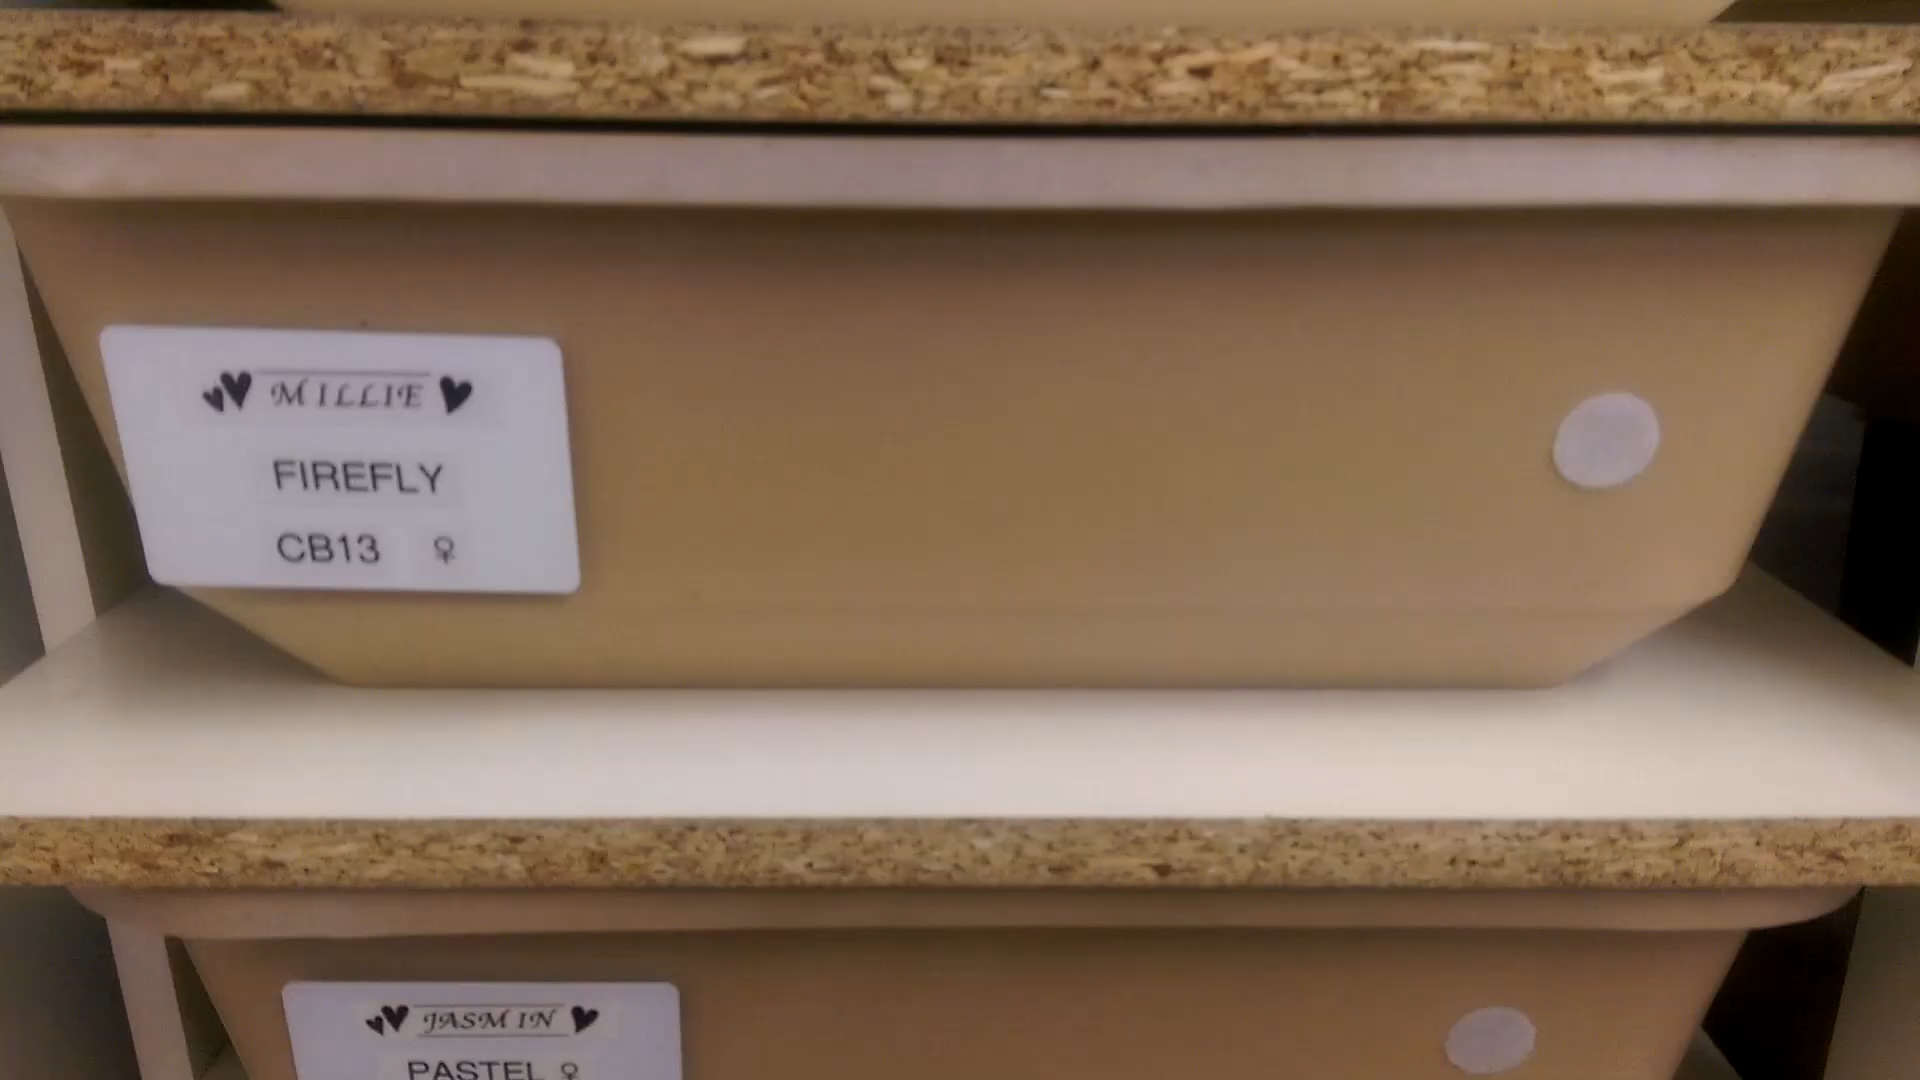 MILLIE
FIREFLY
CB13 ♀
JASMIN
PASTEL ♀